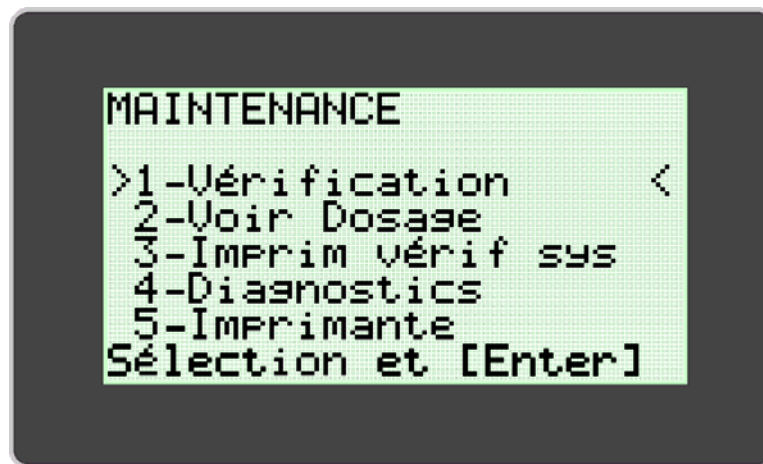 MAINTENANCE
>1-Vérification <
2-Voir Dosage
3-Imprim vérif sys
4-Diagnostics
5-Imprimante
Sélection et [Enter]